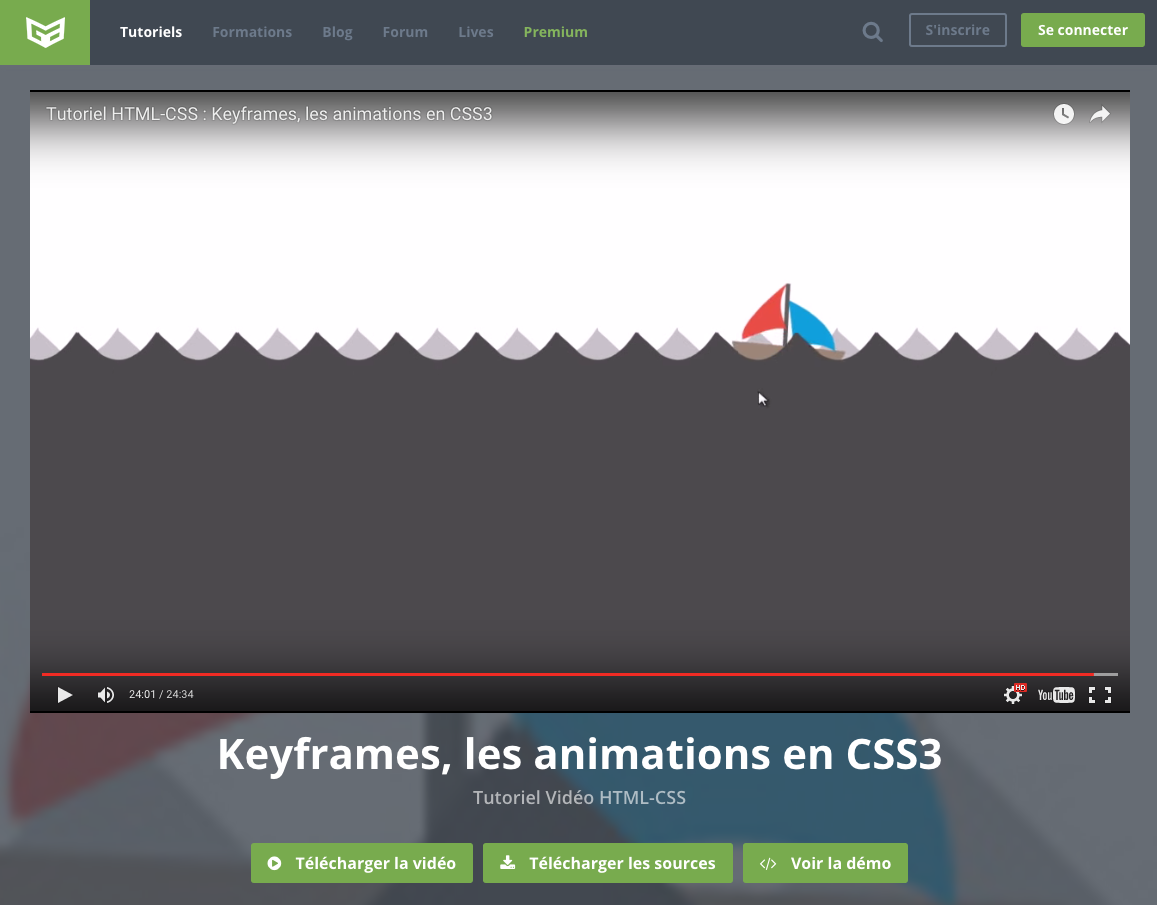 Tutoriels Formations Blog Forum Lives Premium S'inscrire Se connecter
Tutoriel HTML-CSS : Keyframes, les animations en CSS3
24:01 / 24:34 HD YouTube
Keyframes, les animations en CSS3
Tutoriel Vidéo HTML-CSS
Télécharger la vidéo Télécharger les sources </> Voir la démo